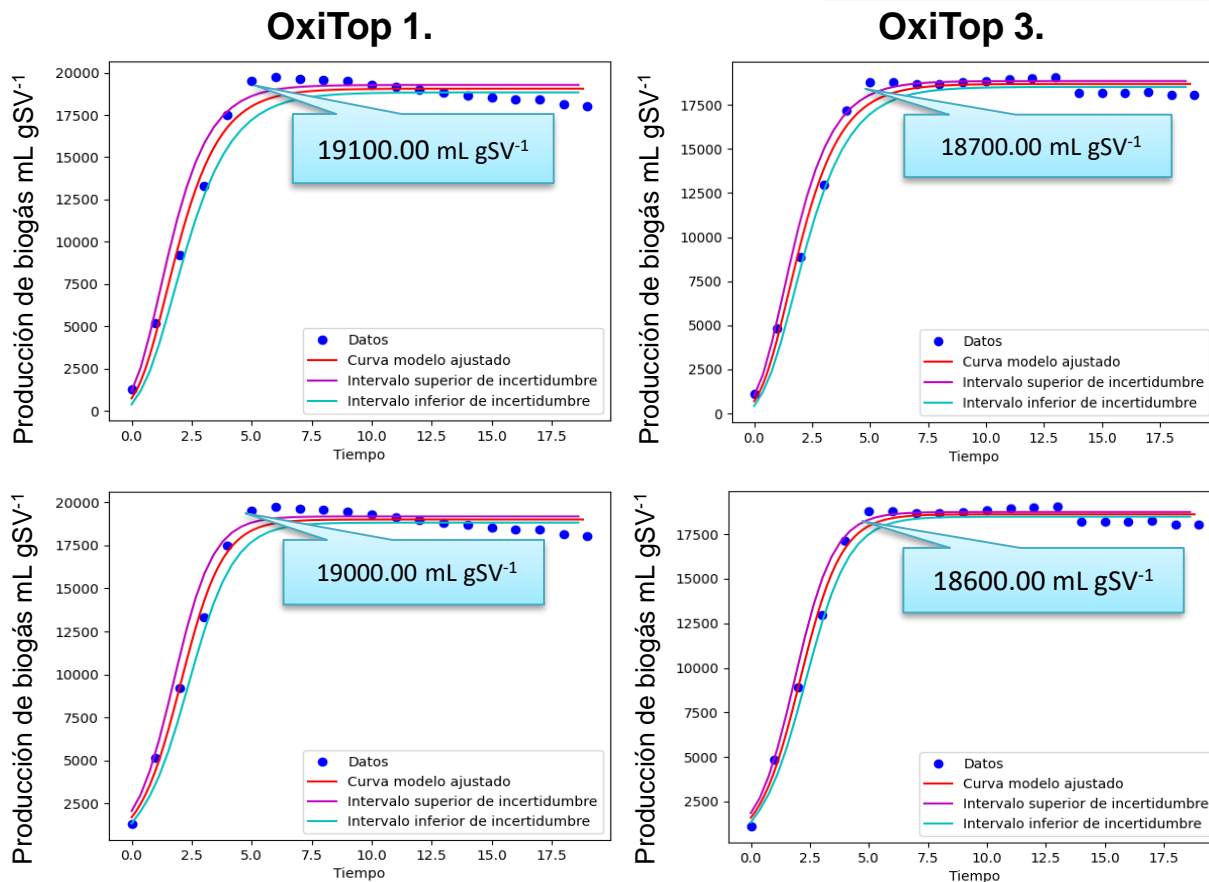 OxiTop 1.
Producción de biogás mL gSV-1
20000
17500
15000
12500
10000
7500
5000
2500
0
19100.00 mL gSV-1
Datos
Curva modelo ajustado
Intervalo superior de incertidumbre
Intervalo inferior de incertidumbre
0.0 2.5 5.0 7.5 10.0 12.5 15.0 17.5
Tiempo
OxiTop 3.
Producción de biogás mL gSV-1
17500
15000
12500
10000
7500
5000
2500
0
18700.00 mL gSV-1
Datos
Curva modelo ajustado
Intervalo superior de incertidumbre
Intervalo inferior de incertidumbre
0.0 2.5 5.0 7.5 10.0 12.5 15.0 17.5
Tiempo
Producción de biogás mL gSV-1
20000
17500
15000
12500
10000
7500
5000
2500
19000.00 mL gSV-1
Datos
Curva modelo ajustado
Intervalo superior de incertidumbre
Intervalo inferior de incertidumbre
0.0 2.5 5.0 7.5 10.0 12.5 15.0 17.5
Tiempo
Producción de biogás mL gSV-1
17500
15000
12500
10000
7500
5000
2500
18600.00 mL gSV-1
Datos
Curva modelo ajustado
Intervalo superior de incertidumbre
Intervalo inferior de incertidumbre
0.0 2.5 5.0 7.5 10.0 12.5 15.0 17.5
Tiempo